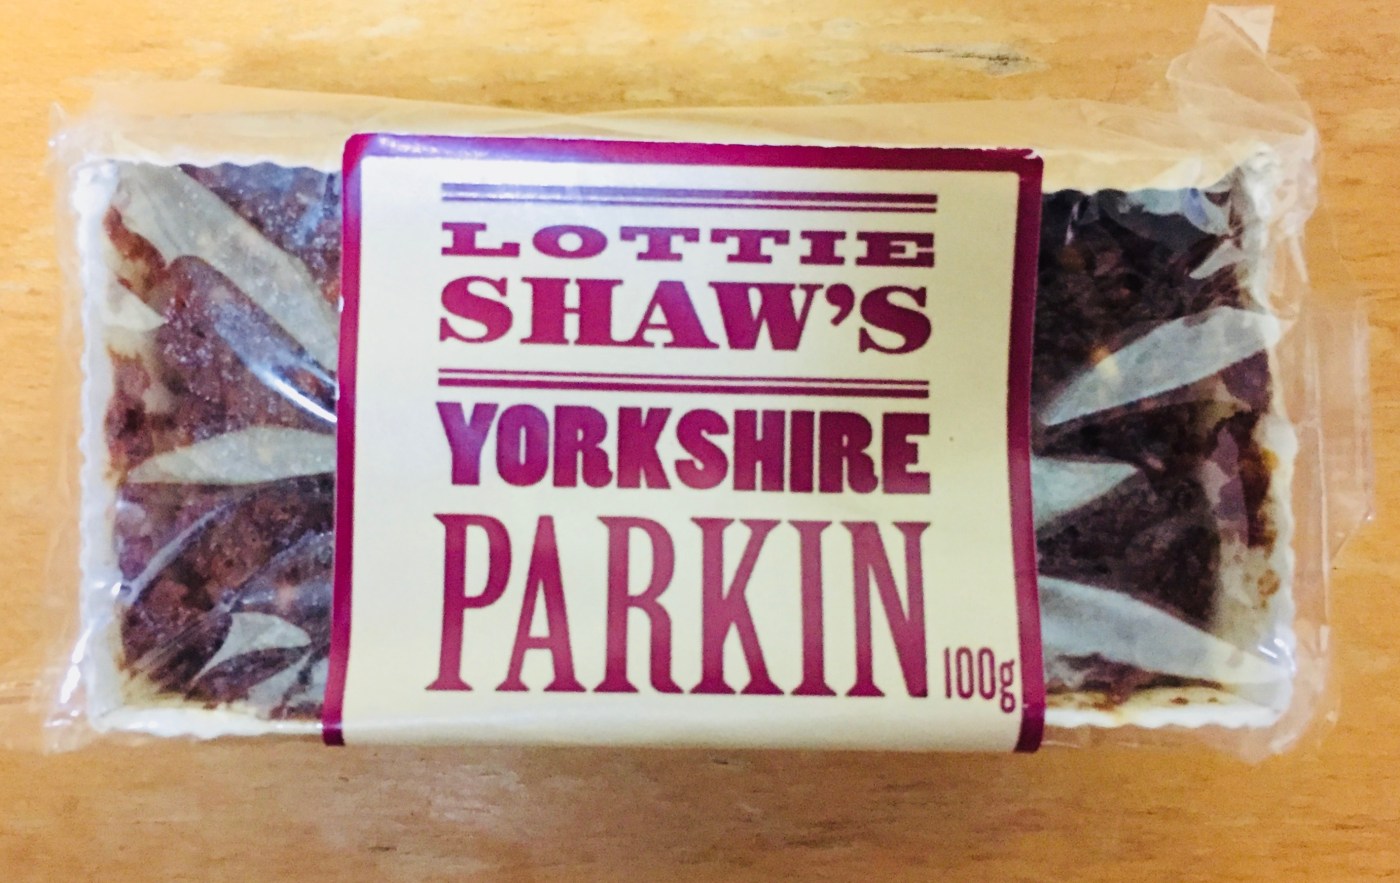 LOTTIE
SHAW'S
YORKSHIRE
PARKIN
100g